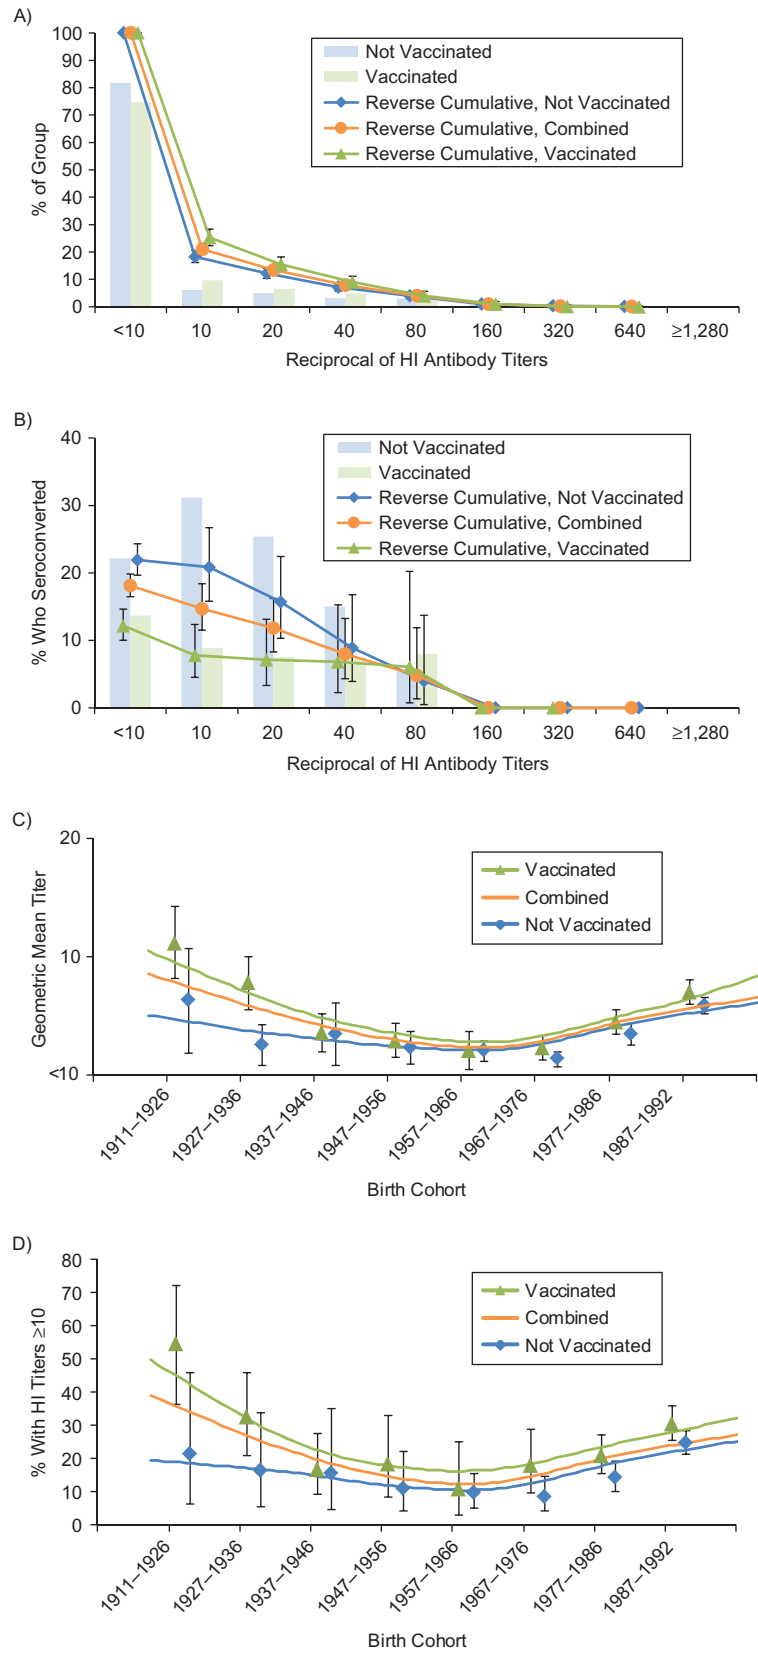 A)
100
90
80
70
60
50
40
30
20
10
0
% of Group
Not Vaccinated
Vaccinated
Reverse Cumulative, Not Vaccinated
Reverse Cumulative, Combined
Reverse Cumulative, Vaccinated
<10 10 20 40 80 160 320 640 ≥1,280
Reciprocal of HI Antibody Titers
B)
40
30
20
10
0
% Who Seroconverted
Not Vaccinated
Vaccinated
Reverse Cumulative, Not Vaccinated
Reverse Cumulative, Combined
Reverse Cumulative, Vaccinated
<10 10 20 40 80 160 320 640 ≥1,280
Reciprocal of HI Antibody Titers
C)
20
10
<10
Geometric Mean Titer
Vaccinated
Combined
Not Vaccinated
1911–1926 1927–1936 1937–1946 1947–1956 1957–1966 1967–1976 1977–1986 1987–1992
Birth Cohort
D)
80
70
60
50
40
30
20
10
0
% With HI Titers ≥10
Vaccinated
Combined
Not Vaccinated
1911–1926 1927–1936 1937–1946 1947–1956 1957–1966 1967–1976 1977–1986 1987–1992
Birth Cohort